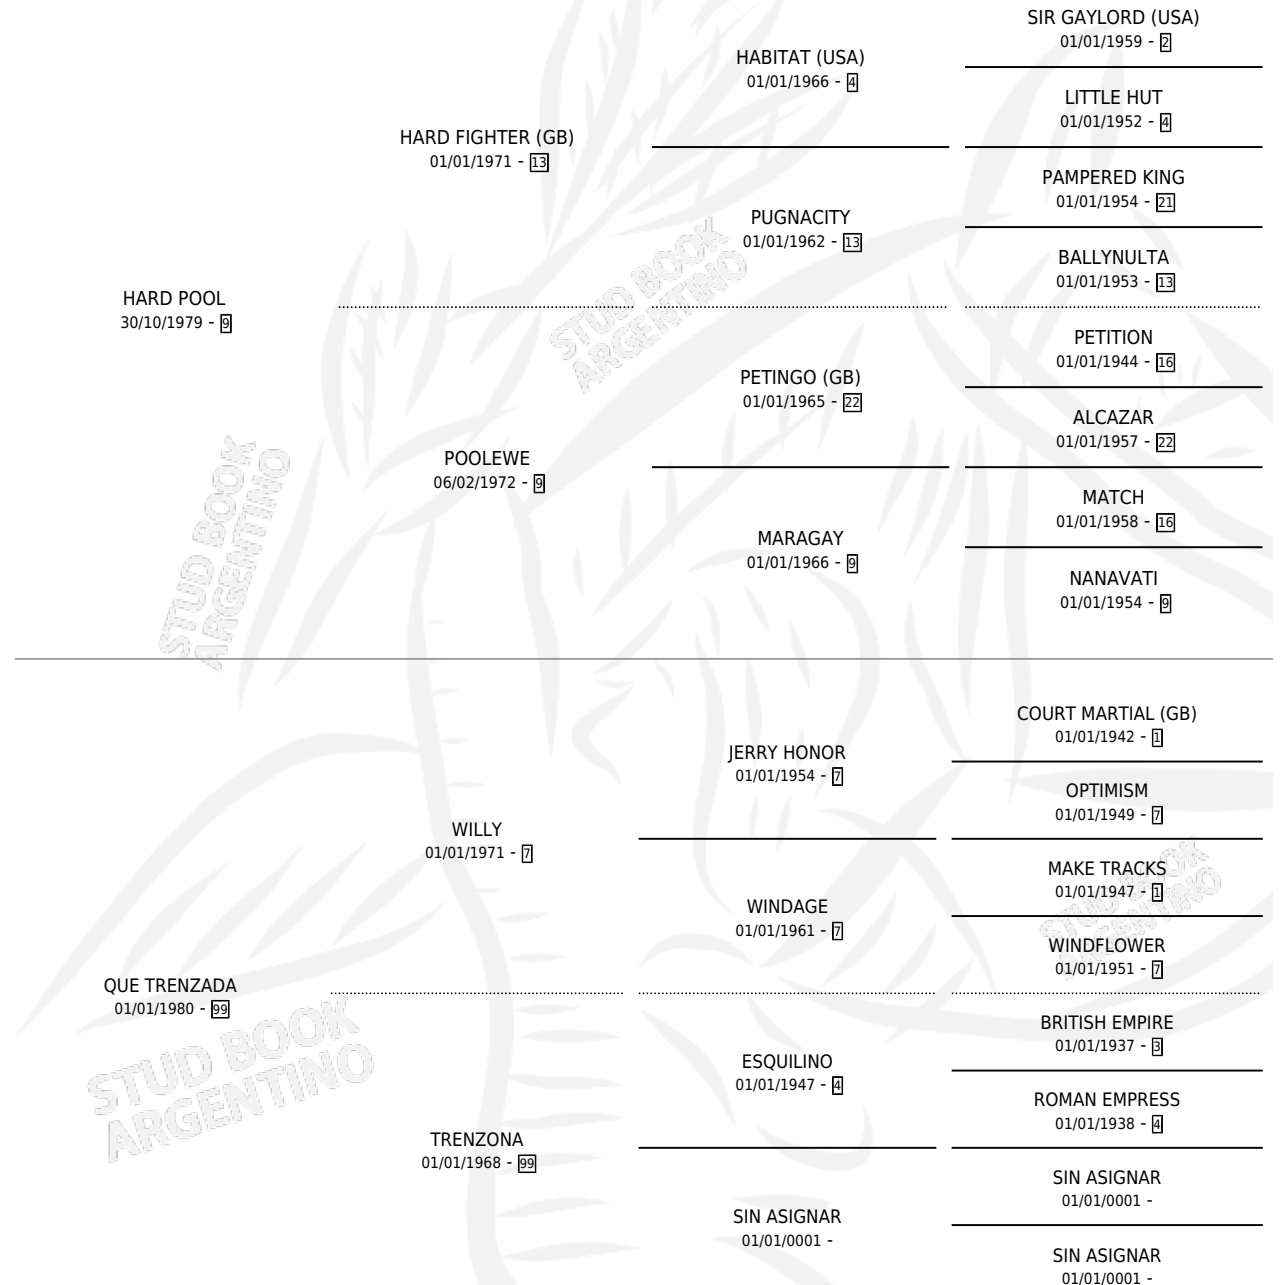 SIR GAYLORD (USA)
01/01/1959 - 2
HABITAT (USA)
01/01/1966 - 4
LITTLE HUT
01/01/1952 - 4
HARD FIGHTER (GB)
01/01/1971 - 13
PAMPERED KING
01/01/1954 - 21
PUGNACITY
01/01/1962 - 13
BALLYNULTA
01/01/1953 - 13
HARD POOL
30/10/1979 - 9
PETITION
01/01/1944 - 16
PETINGO (GB)
01/01/1965 - 22
ALCAZAR
01/01/1957 - 22
POOLEWE
06/02/1972 - 9
MATCH
01/01/1958 - 16
MARAGAY
01/01/1966 - 9
NANAVATI
01/01/1954 - 9
COURT MARTIAL (GB)
01/01/1942 - 1
JERRY HONOR
01/01/1954 - 7
OPTIMISM
01/01/1949 - 7
WILLY
01/01/1971 - 7
MAKE TRACKS
01/01/1947 - 1
WINDAGE
01/01/1961 - 7
WINDFLOWER
01/01/1951 - 7
QUE TRENZADA
01/01/1980 - 99
BRITISH EMPIRE
01/01/1937 - 3
ESQUILINO
01/01/1947 - 4
ROMAN EMPRESS
01/01/1938 - 4
TRENZONA
01/01/1968 - 99
SIN ASIGNAR
01/01/0001 -
SIN ASIGNAR
01/01/0001 -
SIN ASIGNAR
01/01/0001 -
STUD BOOK
ARGENTINO
STUD BOOK
ARGENTINO
STUD BOOK
ARGENTINO
STUD BOOK
ARGENTINO